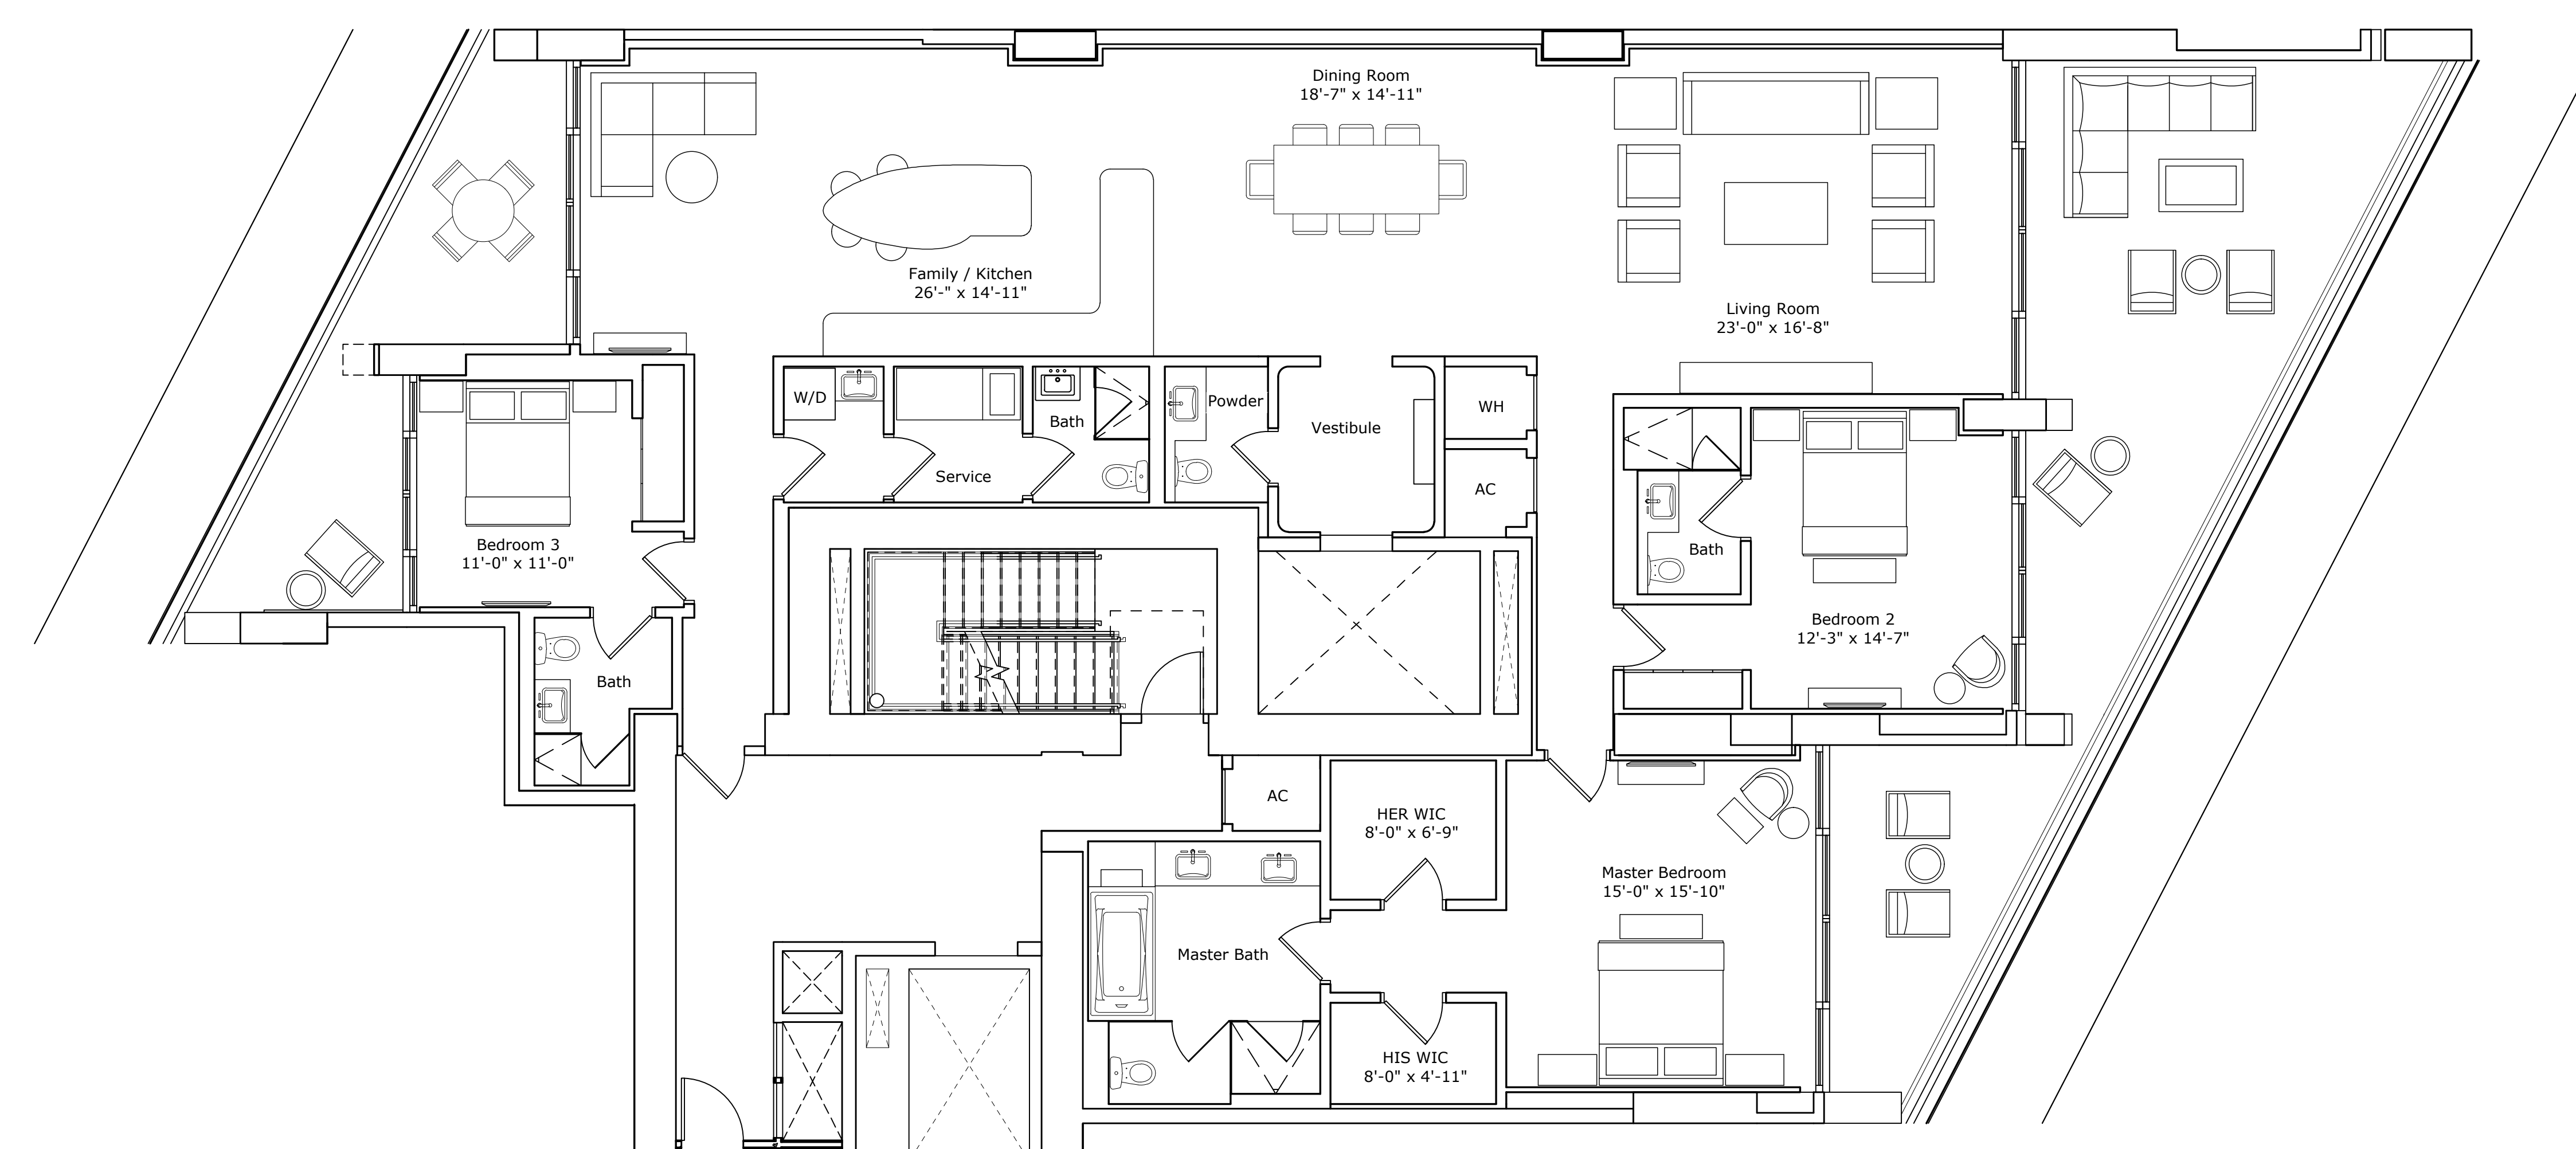 Dining Room
18'-7" x 14'-11"
Family / Kitchen
26'-" x 14'-11"
Living Room
23'-0" x 16'-8"
W/D
Bath
Powder
Vestibule
WH
Service
AC
Bedroom 3
11'-0" x 11'-0"
Bath
Bedroom 2
12'-3" x 14'-7"
Bath
AC
HER WIC
8'-0" x 6'-9"
Master Bedroom
15'-0" x 15'-10"
Master Bath
HIS WIC
8'-0" x 4'-11"